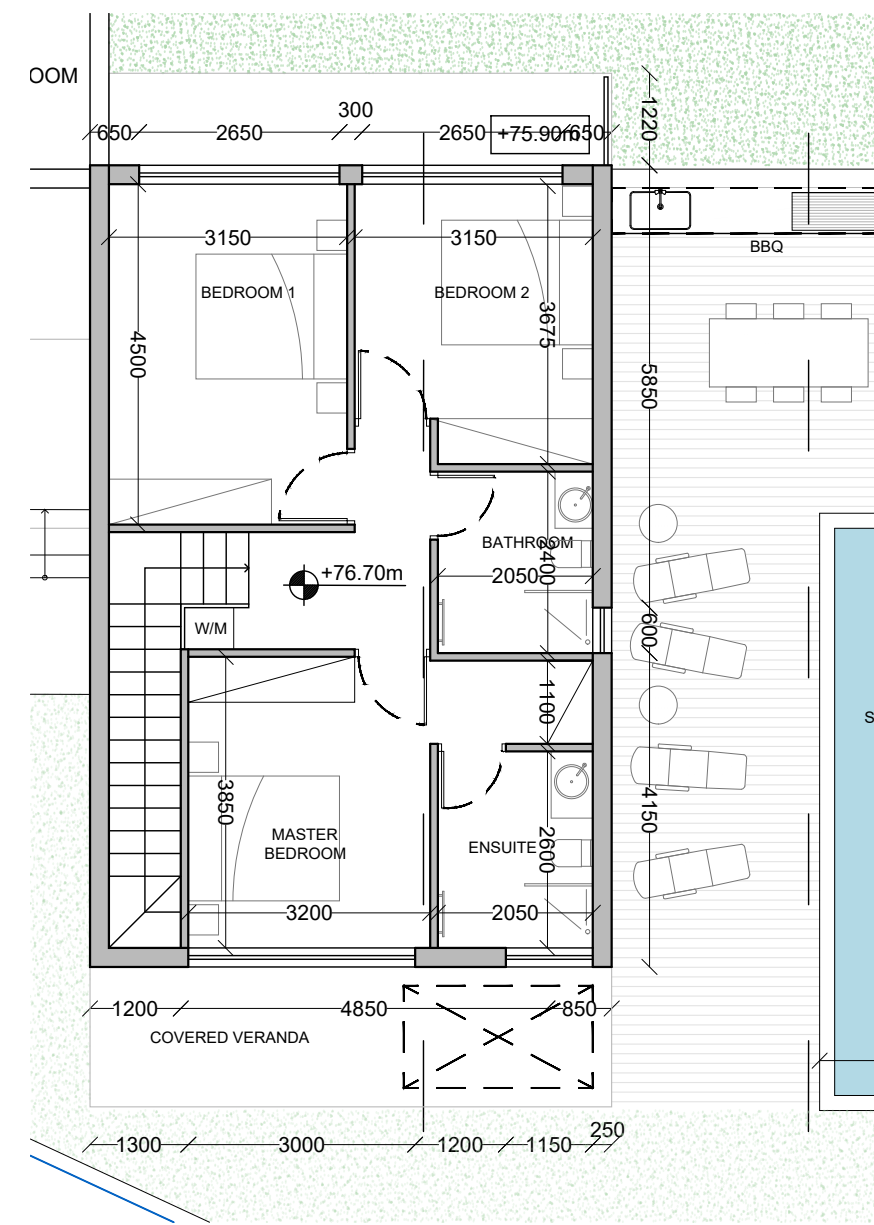 OOM
300
650
2650
2650
+75.90m
650
1220
3150
3150
BBQ
BEDROOM 1
BEDROOM 2
3675
4500
5850
BATHROOM
2400
+76.70m
2050
W/M
600
1100
S
3850
4150
MASTER
BEDROOM
ENSUITE
2600
3200
2050
1200
4850
850
COVERED VERANDA
250
1300
3000
1200
1150